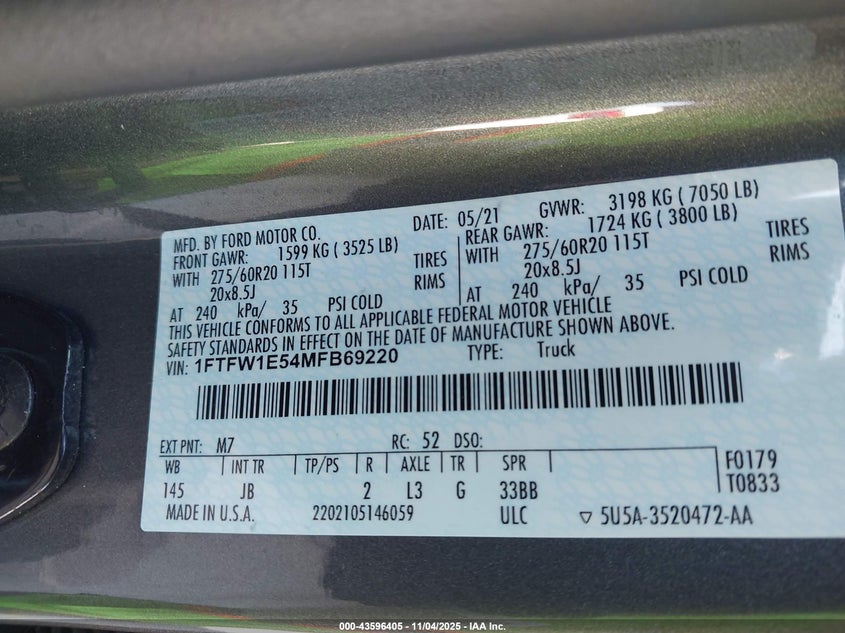 MFD. BY FORD MOTOR CO. DATE: 05/21 GVWR: 3198 KG ( 7050 LB)
FRONT GAWR: 1599 KG ( 3525 LB) REAR GAWR: 1724 KG ( 3800 LB)
WITH 275/60R20 115T TIRES WITH 275/60R20 115T TIRES
20x8.5J RIMS 20x8.5J RIMS
AT 240 kPa/ 35 PSI COLD AT 240 kPa/ 35 PSI COLD
THIS VEHICLE CONFORMS TO ALL APPLICABLE FEDERAL MOTOR VEHICLE
SAFETY STANDARDS IN EFFECT ON THE DATE OF MANUFACTURE SHOWN ABOVE.
VIN: 1FTFW1E54MFB69220 TYPE: Truck
EXT PNT: M7 RC: 52 DSO:
WB INT TR TP/PS R AXLE TR SPR F0179
145 JB 2 L3 G 33BB T0833
MADE IN U.S.A. 2202105146059 ULC ▽ 5U5A-3520472-AA
000-43596405 - 11/04/2025 - IAA Inc.